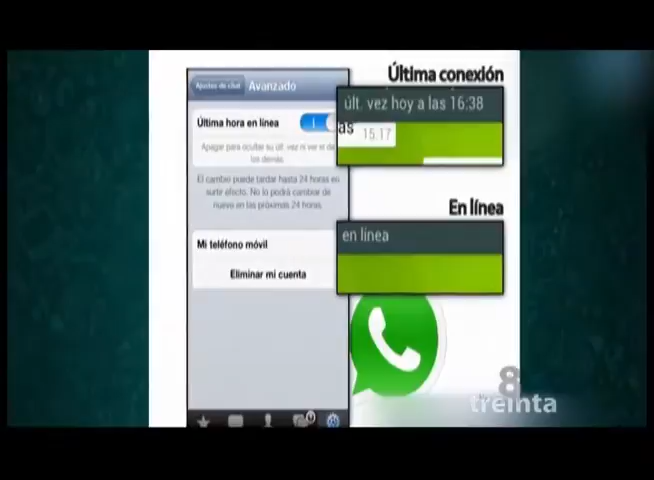 Última conexión
Ajustes de chat
Avanzado
últ. vez hoy a las 16:38
Última hora en línea
as
15.17
Apagar para ocultar su últ. vez ni ver el de
los demás.
El cambio puede tardar hasta 24 horas en
surtir efecto. No lo podrá cambiar de
nuevo en las próximas 24 horas.
En línea
en línea
Mi teléfono móvil
Eliminar mi cuenta
8
treinta